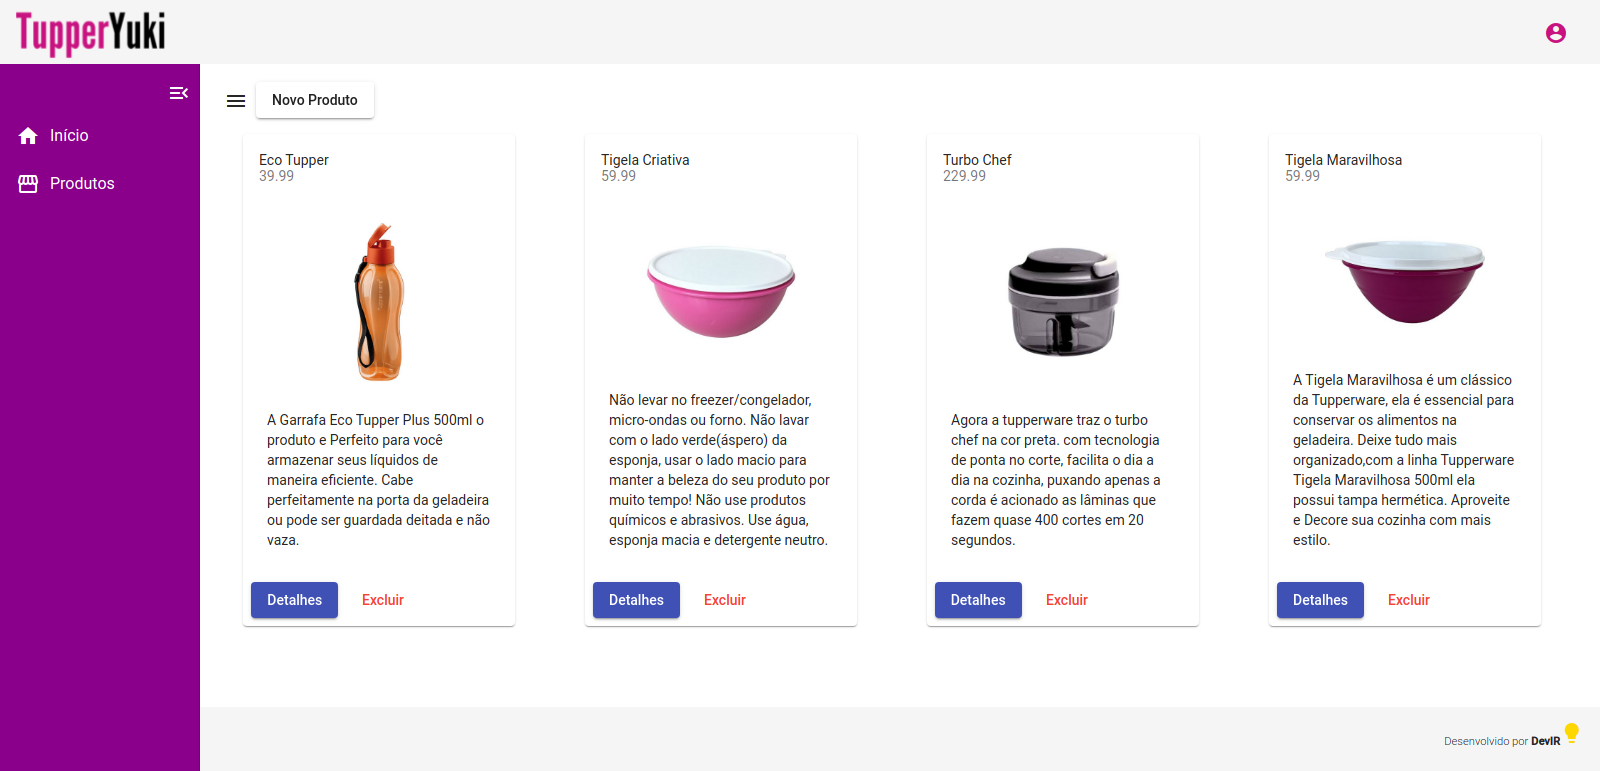 TupperYuki
Início
Produtos
Novo Produto
Eco Tupper
39.99
A Garrafa Eco Tupper Plus 500ml o
produto e Perfeito para você
armazenar seus líquidos de
maneira eficiente. Cabe
perfeitamente na porta da geladeira
ou pode ser guardada deitada e não
vaza.
Detalhes
Excluir
Tigela Criativa
59.99
Não levar no freezer/congelador,
micro-ondas ou forno. Não lavar
com o lado verde(áspero) da
esponja, usar o lado macio para
manter a beleza do seu produto por
muito tempo! Não use produtos
químicos e abrasivos. Use água,
esponja macia e detergente neutro.
Detalhes
Excluir
Turbo Chef
229.99
Agora a tupperware traz o turbo
chef na cor preta. com tecnologia
de ponta no corte, facilita o dia a
dia na cozinha, puxando apenas a
corda é acionado as lâminas que
fazem quase 400 cortes em 20
segundos.
Detalhes
Excluir
Tigela Maravilhosa
59.99
A Tigela Maravilhosa é um clássico
da Tupperware, ela é essencial para
conservar os alimentos na
geladeira. Deixe tudo mais
organizado,com a linha Tupperware
Tigela Maravilhosa 500ml ela
possui tampa hermética. Aproveite
e Decore sua cozinha com mais
estilo.
Detalhes
Excluir
Desenvolvido por DevIR